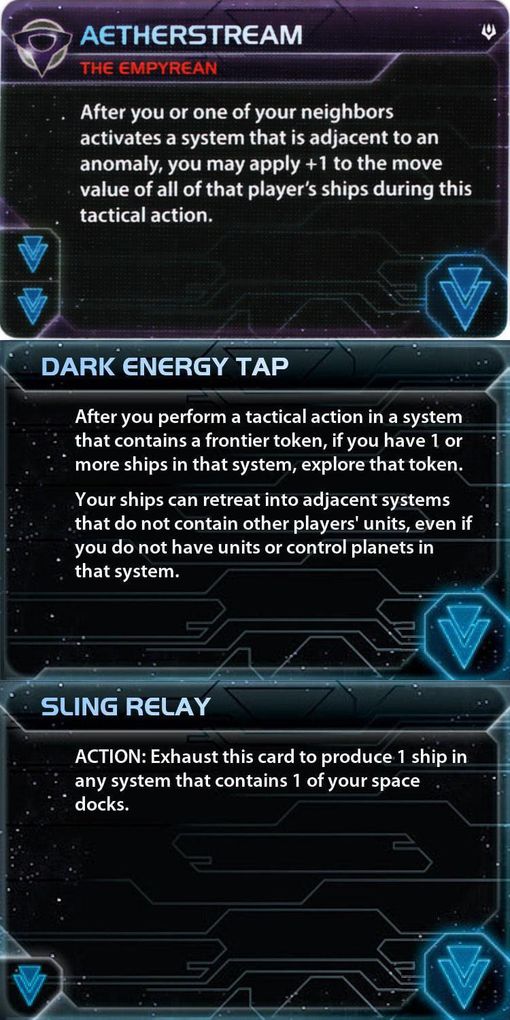 AETHERSTREAM
THE EMPYREAN
After you or one of your neighbors
activates a system that is adjacent to an
anomaly, you may apply +1 to the move
value of all of that player's ships during this
tactical action.
DARK ENERGY TAP
After you perform a tactical action in a system
that contains a frontier token, if you have 1 or
more ships in that system, explore that token.
Your ships can retreat into adjacent systems
that do not contain other players' units, even if
you do not have units or control planets in
that system.
SLING RELAY
ACTION: Exhaust this card to produce 1 ship in
any system that contains 1 of your space
docks.